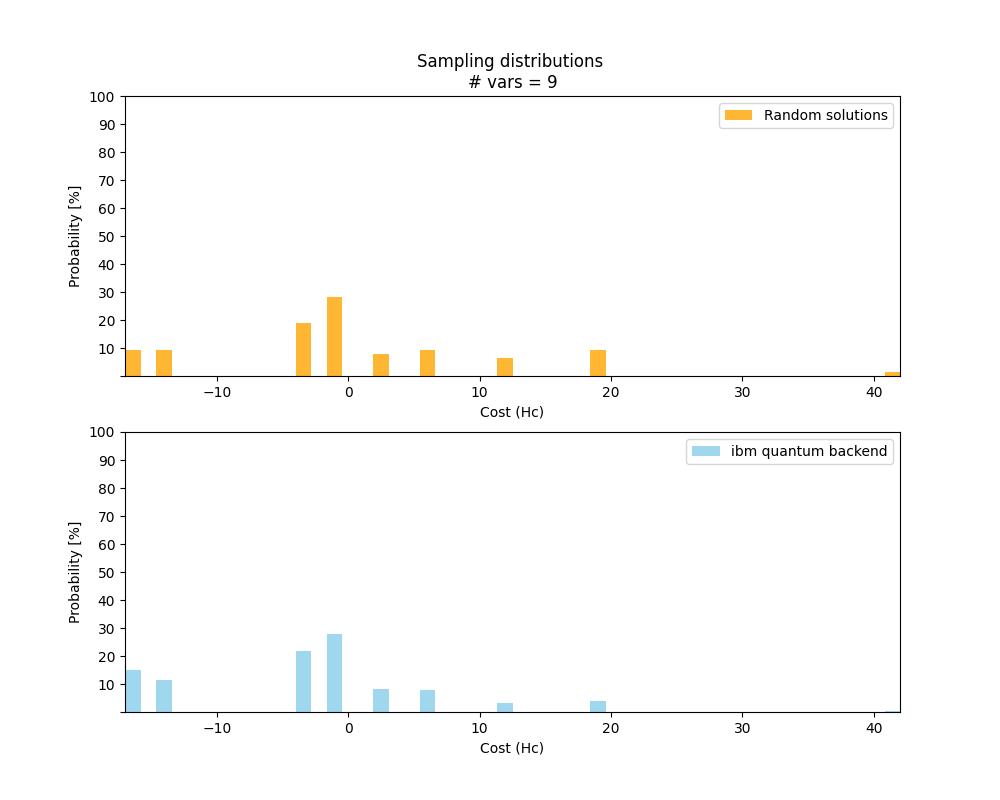 Sampling distributions
# vars = 9
100
90
80
70
60
50
40
30
20
10
Probability [%]
Random solutions
−10 0 10 20 30 40
Cost (Hc)
100
90
80
70
60
50
40
30
20
10
Probability [%]
ibm quantum backend
−10 0 10 20 30 40
Cost (Hc)